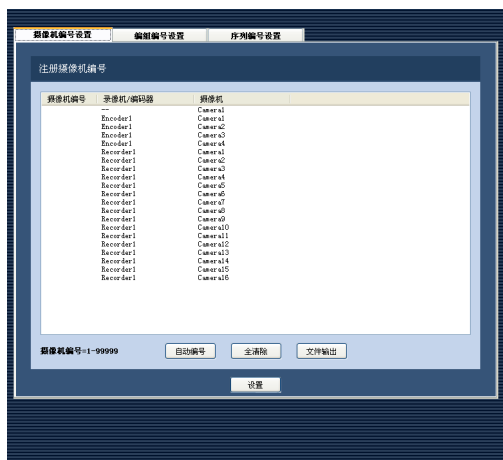 摄像机编号设置 编组编号设置 序列编号设置
注册摄像机编号
摄像机编号 录像机/编码器 摄像机
-- Camera1
Encoder1 Camera1
Encoder1 Camera2
Encoder1 Camera3
Encoder1 Camera4
Recorder1 Camera1
Recorder1 Camera2
Recorder1 Camera3
Recorder1 Camera4
Recorder1 Camera5
Recorder1 Camera6
Recorder1 Camera7
Recorder1 Camera8
Recorder1 Camera9
Recorder1 Camera10
Recorder1 Camera11
Recorder1 Camera12
Recorder1 Camera13
Recorder1 Camera14
Recorder1 Camera15
Recorder1 Camera16
摄像机编号=1-99999 自动编号 全清除 文件输出
设置